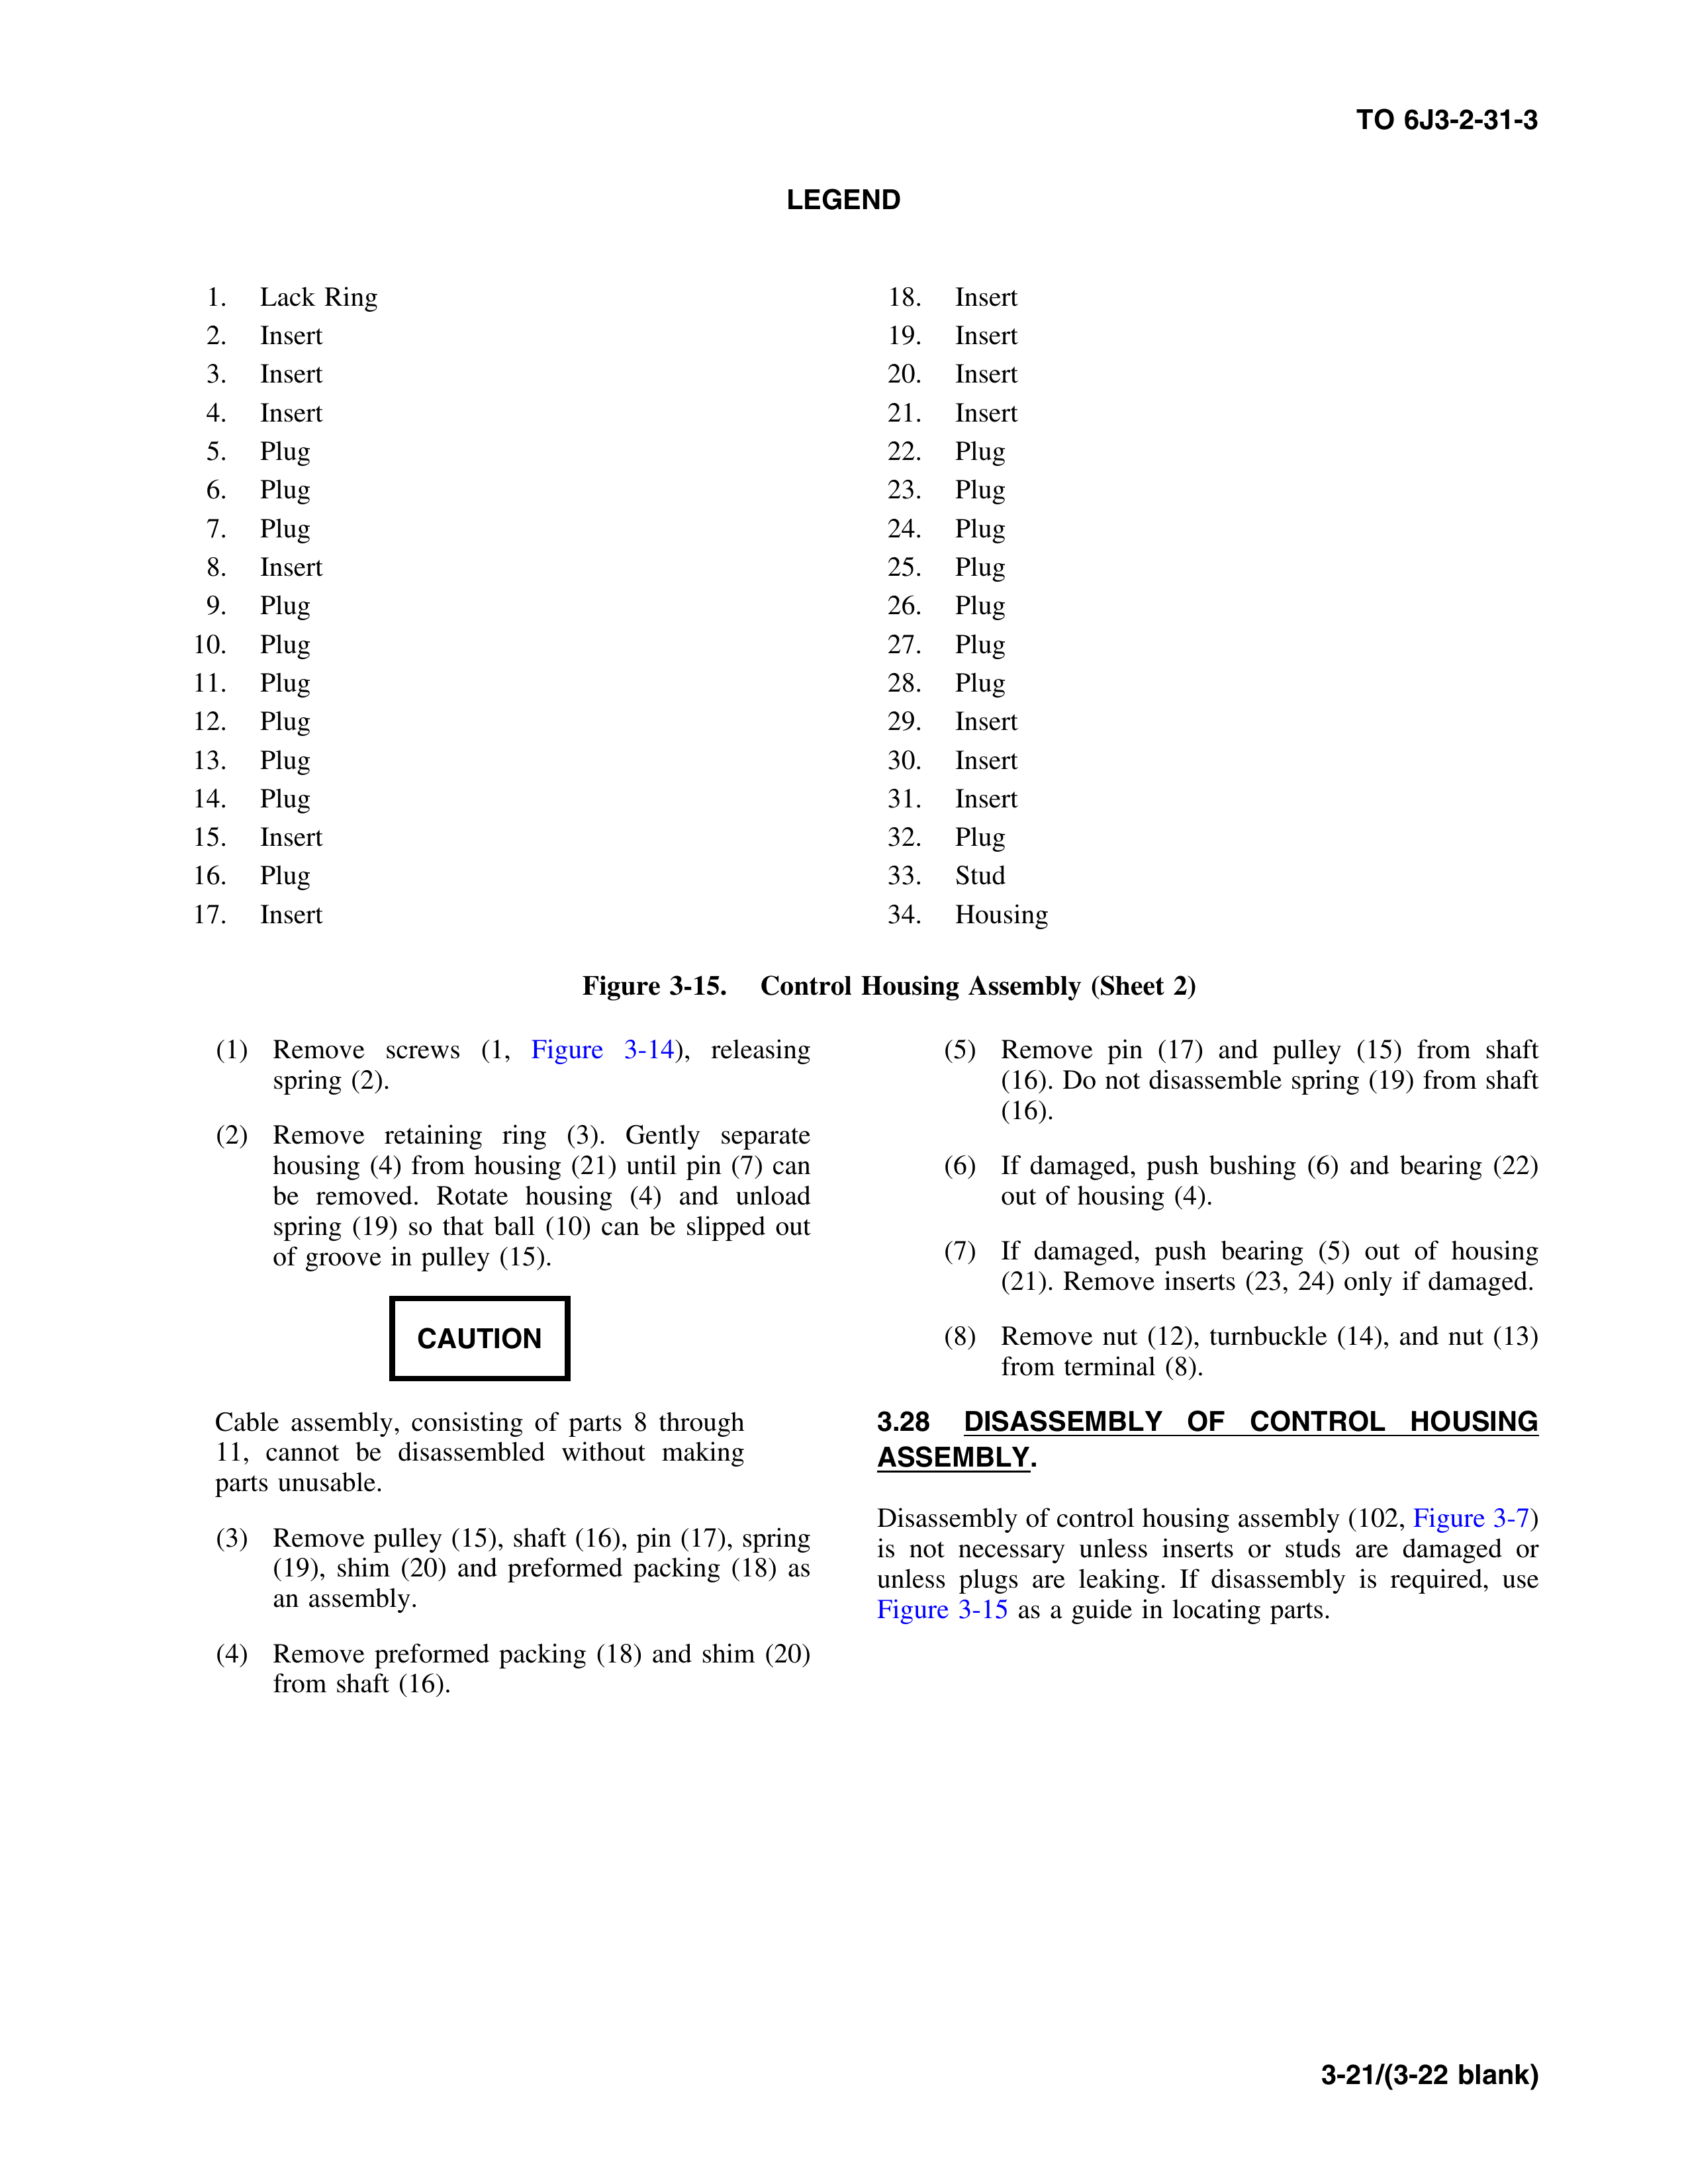 TO 6J3-2-31-3
LEGEND
1. Lack Ring
2. Insert
3. Insert
4. Insert
5. Plug
6. Plug
7. Plug
8. Insert
9. Plug
10. Plug
11. Plug
12. Plug
13. Plug
14. Plug
15. Insert
16. Plug
17. Insert
18. Insert
19. Insert
20. Insert
21. Insert
22. Plug
23. Plug
24. Plug
25. Plug
26. Plug
27. Plug
28. Plug
29. Insert
30. Insert
31. Insert
32. Plug
33. Stud
34. Housing
Figure 3-15. Control Housing Assembly (Sheet 2)
(1) Remove screws (1, Figure 3-14), releasing
spring (2).
(2) Remove retaining ring (3). Gently separate
housing (4) from housing (21) until pin (7) can
be removed. Rotate housing (4) and unload
spring (19) so that ball (10) can be slipped out
of groove in pulley (15).
CAUTION
Cable assembly, consisting of parts 8 through
11, cannot be disassembled without making
parts unusable.
(3) Remove pulley (15), shaft (16), pin (17), spring
(19), shim (20) and preformed packing (18) as
an assembly.
(4) Remove preformed packing (18) and shim (20)
from shaft (16).
(5) Remove pin (17) and pulley (15) from shaft
(16). Do not disassemble spring (19) from shaft
(16).
(6) If damaged, push bushing (6) and bearing (22)
out of housing (4).
(7) If damaged, push bearing (5) out of housing
(21). Remove inserts (23, 24) only if damaged.
(8) Remove nut (12), turnbuckle (14), and nut (13)
from terminal (8).
3.28 DISASSEMBLY OF CONTROL HOUSING
ASSEMBLY.
Disassembly of control housing assembly (102, Figure 3-7)
is not necessary unless inserts or studs are damaged or
unless plugs are leaking. If disassembly is required, use
Figure 3-15 as a guide in locating parts.
3-21/(3-22 blank)